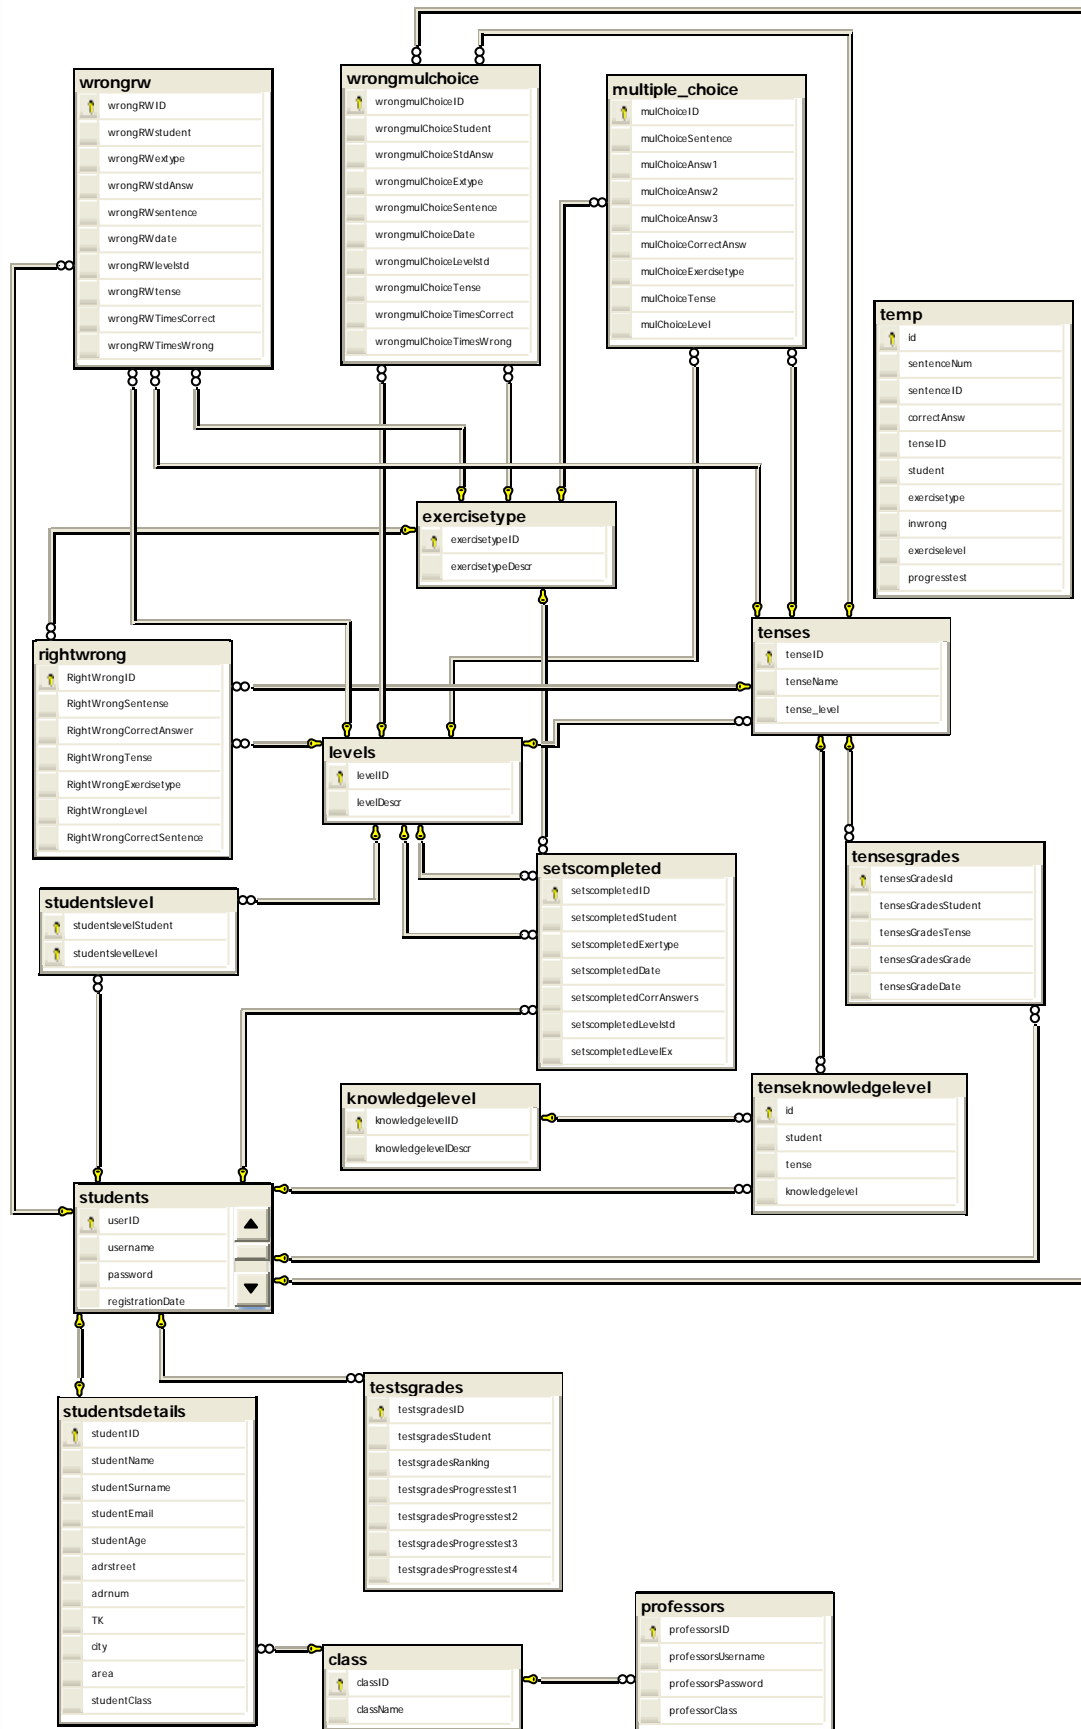 wrongrw
wrongRWID
wrongRWstudent
wrongRWextype
wrongRWstdAnsw
wrongRWsentence
wrongRWdate
wrongRWlevelstd
wrongRWtense
wrongRWTimesCorrect
wrongRWTimesWrong
wrongmulchoice
wrongmulChoiceID
wrongmulChoiceStudent
wrongmulChoiceStdAnsw
wrongmulChoiceExtype
wrongmulChoiceSentence
wrongmulChoiceDate
wrongmulChoiceLevelstd
wrongmulChoiceTense
wrongmulChoiceTimesCorrect
wrongmulChoiceTimesWrong
multiple_choice
mulChoiceID
mulChoiceSentence
mulChoiceAnsw1
mulChoiceAnsw2
mulChoiceAnsw3
mulChoiceCorrectAnsw
mulChoiceExercisetype
mulChoiceTense
mulChoiceLevel
temp
id
sentenceNum
sentenceID
correctAnsw
tenseID
student
exercisetype
inwrong
exerciselevel
progresstest
exercisetype
exercisetypeID
exercisetypeDescr
tenses
tenseID
tenseName
tense_level
rightwrong
RightWrongID
RightWrongSentense
RightWrongCorrectAnswer
RightWrongTense
RightWrongExercisetype
RightWrongLevel
RightWrongCorrectSentence
levels
levelID
levelDescr
tensesgrades
tensesGradesId
tensesGradesStudent
tensesGradesTense
tensesGradesGrade
tensesGradeDate
setscompleted
setscompletedID
setscompletedStudent
setscompletedExertype
setscompletedDate
setscompletedCorrAnswers
setscompletedLevelstd
setscompletedLevelEx
studentslevel
studentslevelStudent
studentslevelLevel
knowledgelevel
knowledgelevelID
knowledgelevelDescr
tenseknowledgelevel
id
student
tense
knowledgelevel
students
userID
username
password
registrationDate
testsgrades
testsgradesID
testsgradesStudent
testsgradesRanking
testsgradesProgresstest1
testsgradesProgresstest2
testsgradesProgresstest3
testsgradesProgresstest4
studentsdetails
studentID
studentName
studentSurname
studentEmail
studentAge
adrstreet
adrnum
TK
city
area
studentClass
class
classID
className
professors
professorsID
professorsUsername
professorsPassword
professorClass